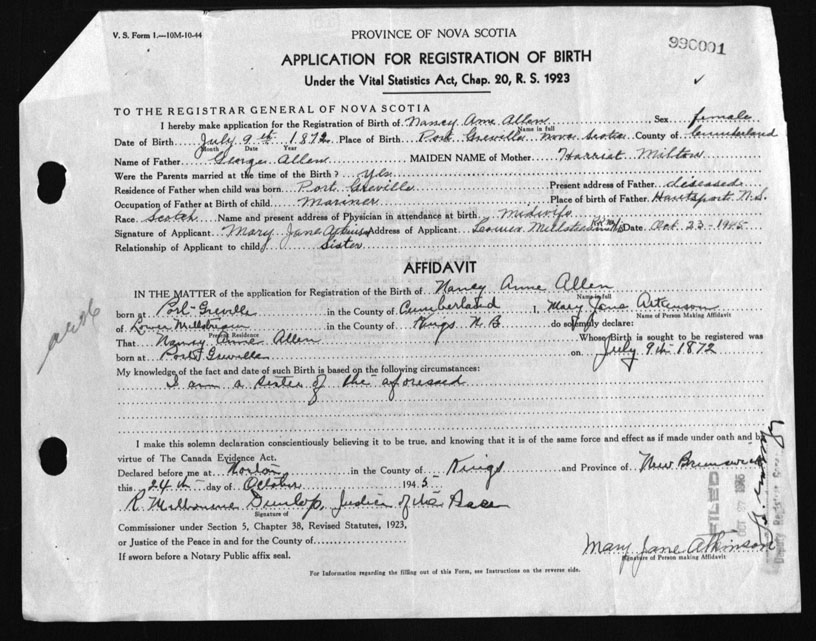 V. S. Form 1.—10M-10-44
PROVINCE OF NOVA SCOTIA
990001
APPLICATION FOR REGISTRATION OF BIRTH
Under the Vital Statistics Act, Chap. 20, R. S. 1923
TO THE REGISTRAR GENERAL OF NOVA SCOTIA
I hereby make application for the Registration of Birth of Nancy Anne Allen, Sex female
Name in full
Date of Birth July 9th 1872 Place of Birth Port Greville Nova Scotia County of Cumberland
Month Date Year
Name of Father George Allen MAIDEN NAME of Mother Harriet Milton
Were the Parents married at the time of the Birth? Yes
Residence of Father when child was born Port Greville Present address of Father diseased
Occupation of Father at Birth of child Mariner Place of birth of Father Hantsport N.S.
Race Scotch Name and present address of Physician in attendance at birth midwife
Signature of Applicant Mary Jane Atkinson Address of Applicant Lower Millstream Date Oct 23-1945
Relationship of Applicant to child Sister
AFFIDAVIT
IN THE MATTER of the application for Registration of the Birth of Nancy Anne Allen
Name in full
born at Port Greville in the County of Cumberland I, Mary Jane Atkinson
Name of Person Making Affidavit
of Lower Millstream in the County of Kings N.B do solemnly declare:
Present Residence
That Nancy Anne Allen Whose Birth is sought to be registered was
born at Port Greville on July 9th 1872
My knowledge of the fact and date of such Birth is based on the following circumstances:
I am a sister of the aforesaid
I make this solemn declaration conscientiously believing it to be true, and knowing that it is of the same force and effect as if made under oath and by
virtue of The Canada Evidence Act.
Declared before me at Norton in the County of Kings and Province of New Brunswick
this 24th day of October 1945
R Melbourne Dunlop, Justice of the Peace
Signature of
Commissioner under Section 5, Chapter 38, Revised Statutes, 1923,
or Justice of the Peace in and for the County of
If sworn before a Notary Public affix seal.
Mary Jane Atkinson
Signature of Person making Affidavit
For Information regarding the filling out of this Form, see Instructions on the reverse side.
FILED